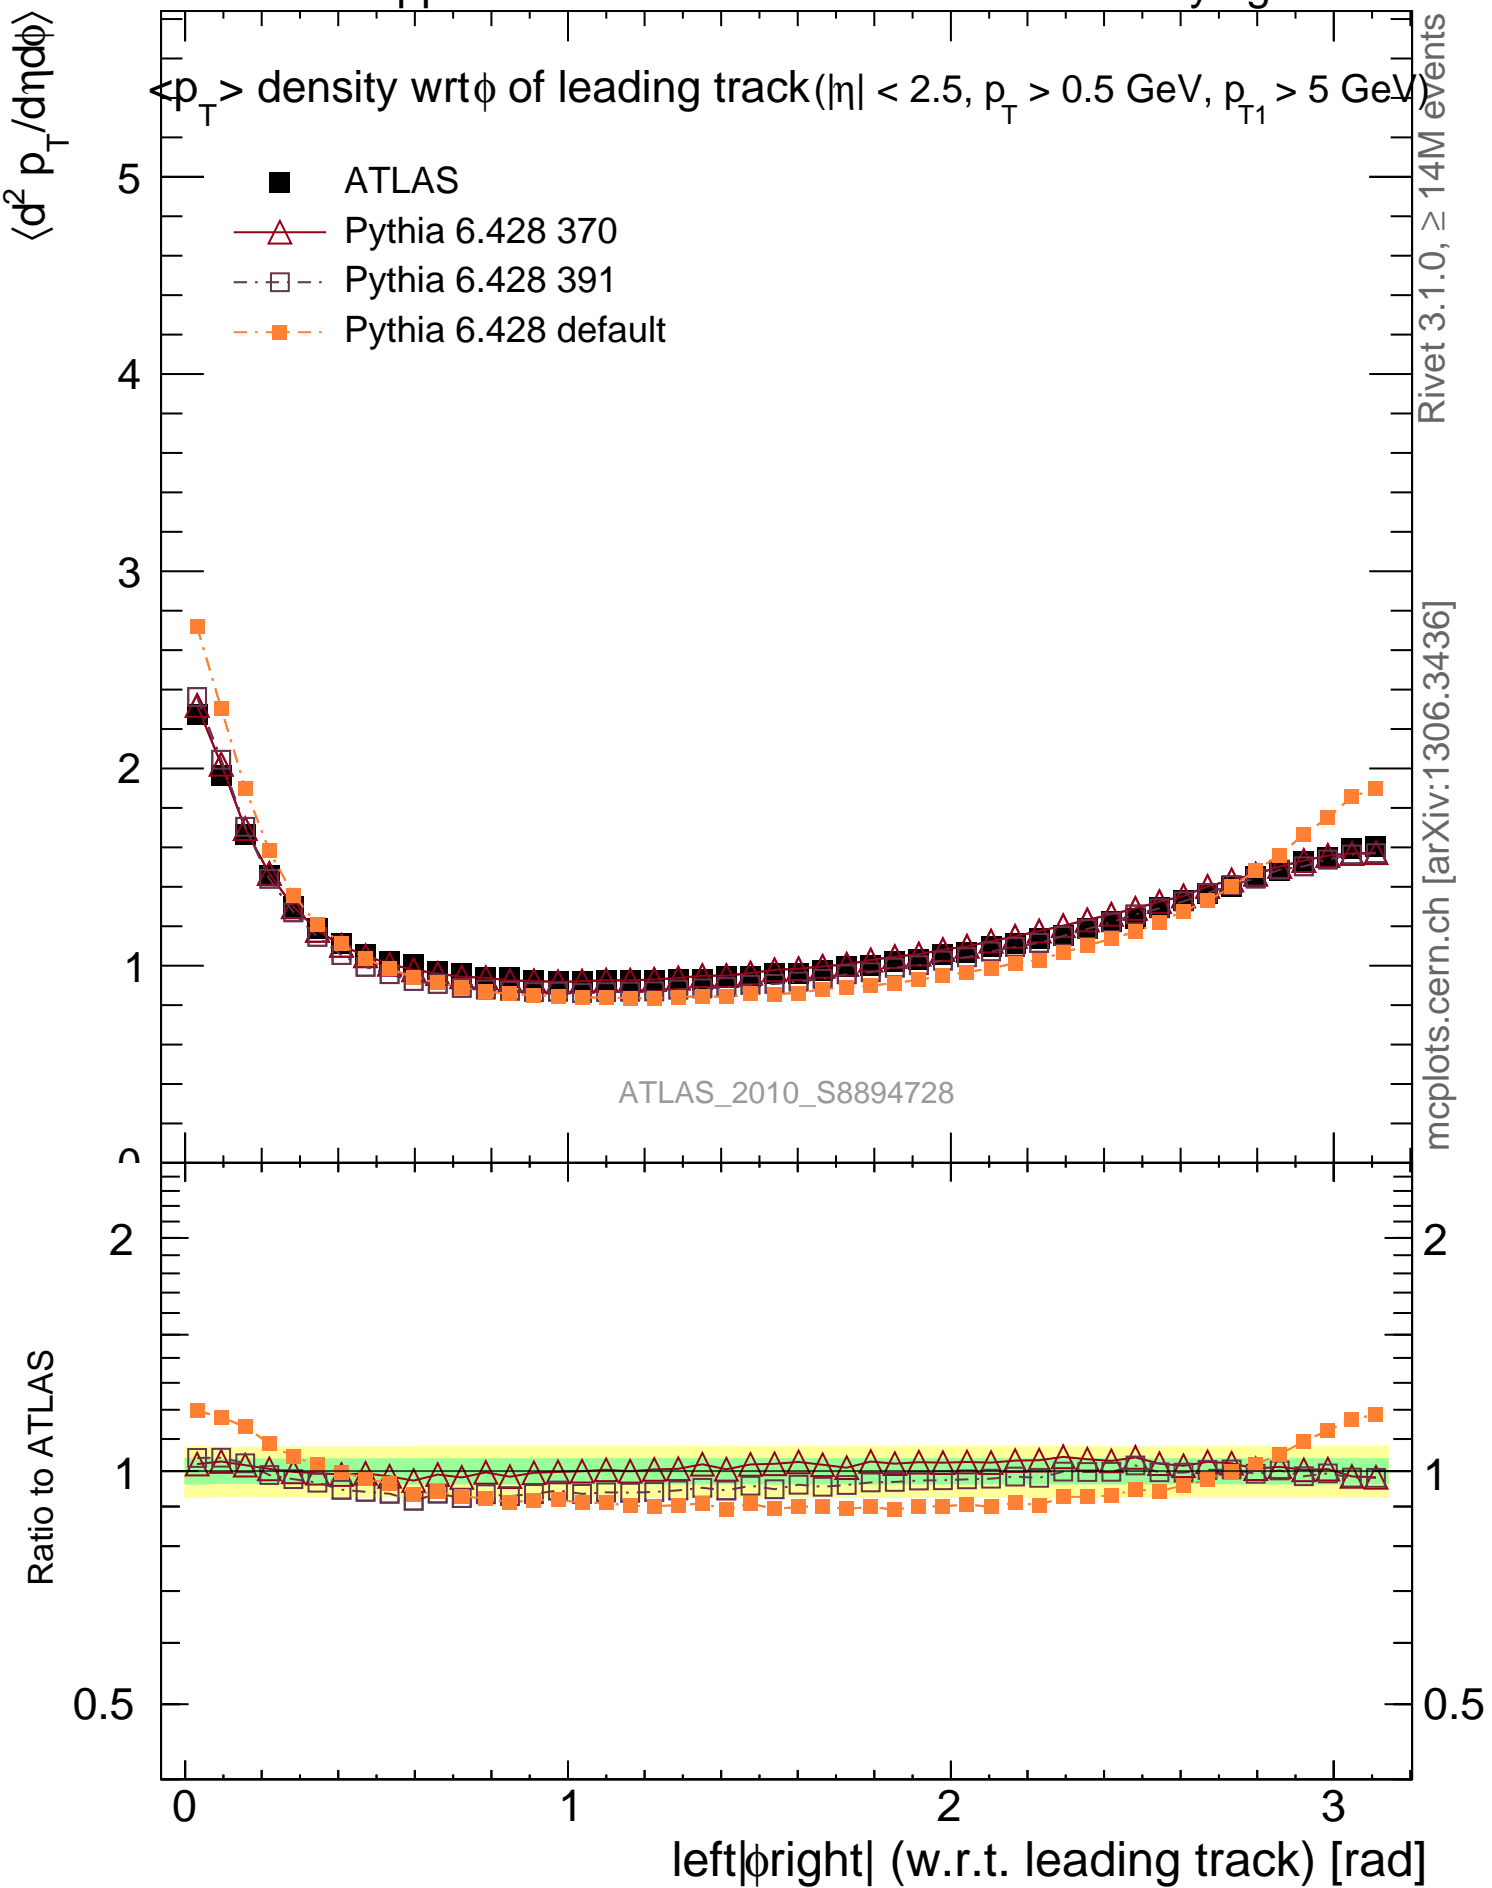 pp
ying
⟨d² p_T/dηdϕ⟩
<p_T> density wrtϕ of leading track(|η| < 2.5, p_T > 0.5 GeV, p_T1 > 5 GeV)
ATLAS
Pythia 6.428 370
Pythia 6.428 391
Pythia 6.428 default
5
4
3
2
1
0
Rivet 3.1.0, ≥ 14M events
mcplots.cern.ch [arXiv:1306.3436]
ATLAS_2010_S8894728
Ratio to ATLAS
2
1
0.5
2
1
0.5
0
1
2
3
left|ϕright| (w.r.t. leading track) [rad]